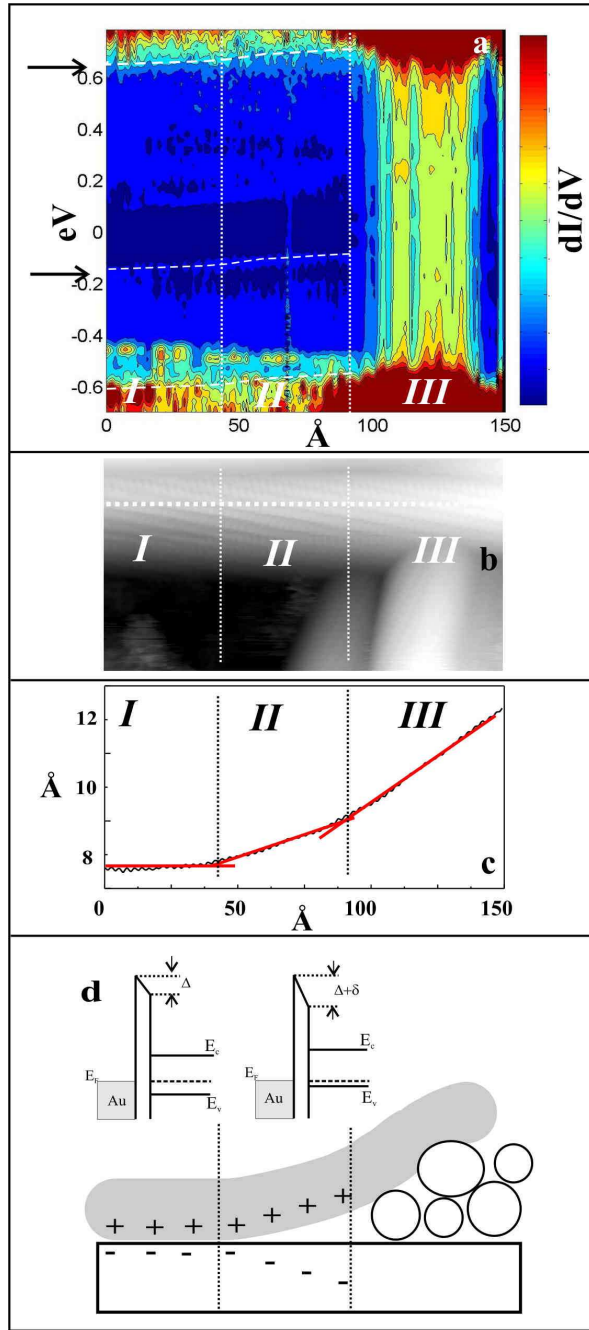 a
0.6
0.4
0.2
0
-0.2
-0.4
-0.6
eV
dI/dV
I
II
III
0
50
100
150
Å
I
II
III
b
I
II
III
12
10
8
Å
c
0
50
100
150
Å
d
Δ
Δ+δ
E_c
E_c
E_F
E_F
Au
E_v
Au
E_v
+ + + + + + +
- - - - - - -